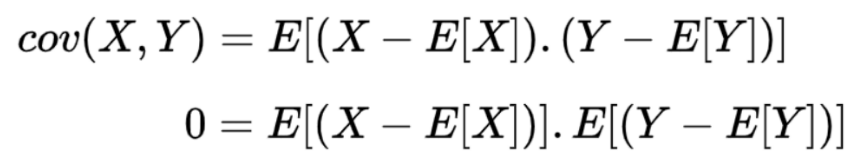 cov(X, Y) = E[(X − E[X]).(Y − E[Y])]
0 = E[(X − E[X])].E[(Y − E[Y])]